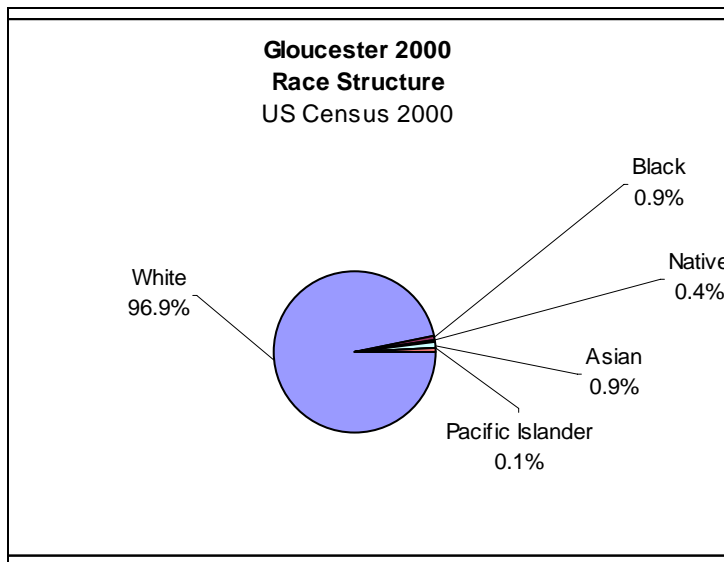 Gloucester 2000
Race Structure
US Census 2000
Black
0.9%
Native
0.4%
White
96.9%
Asian
0.9%
Pacific Islander
0.1%